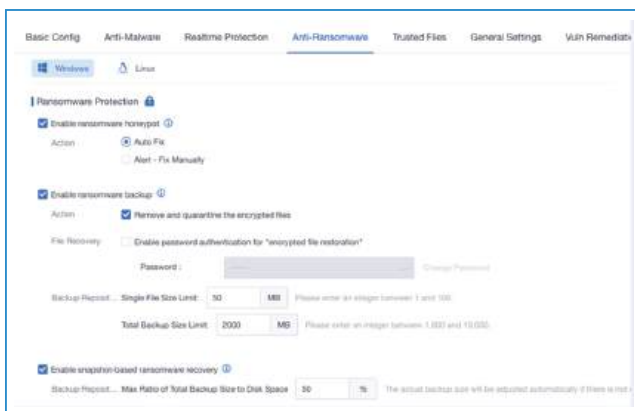 Basic Config Anti-Malware Realtime Protection Anti-Ransomware Trusted Files General Settings Vuln Remediati
Windows Linux
Ransomware Protection
Enable ransomware honeypot
Action Auto Fix
Alert - Fix Manually
Enable ransomware backup
Action Remove and quarantine the encrypted files
File Recovery Enable password authentication for "encrypted file restoration"
Password : Change Password
Backup Reposit... Single File Size Limit: 50 MB Please enter an integer between 1 and 100.
Total Backup Size Limit: 2000 MB Please enter an integer between 1,000 and 10,000.
Enable snapshot-based ransomware recovery
Backup Reposit... Max Ratio of Total Backup Size to Disk Space 50 % The actual backup size will be adjusted automatically if there is not